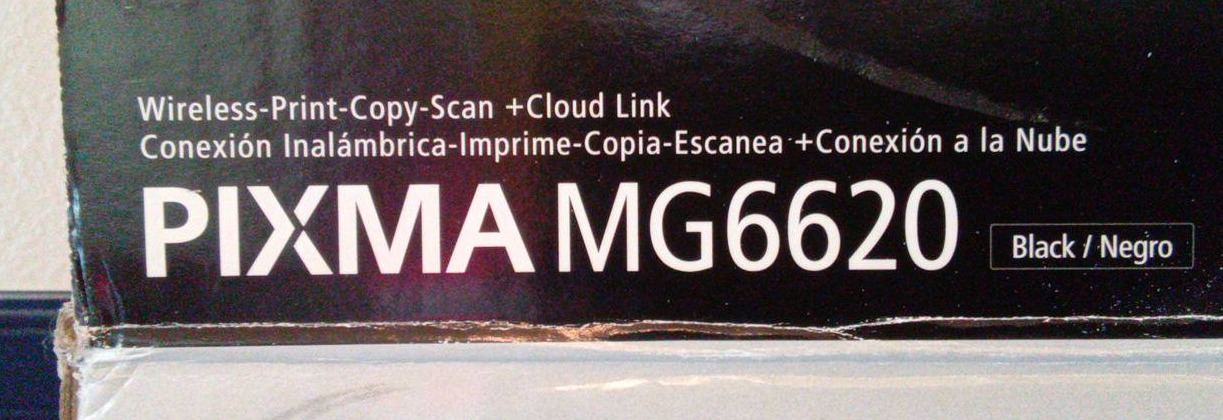 Wireless-Print-Copy-Scan +Cloud Link
Conexión Inalámbrica-Imprime-Copia-Escanea +Conexión a la Nube
PIXMA MG6620 Black / Negro